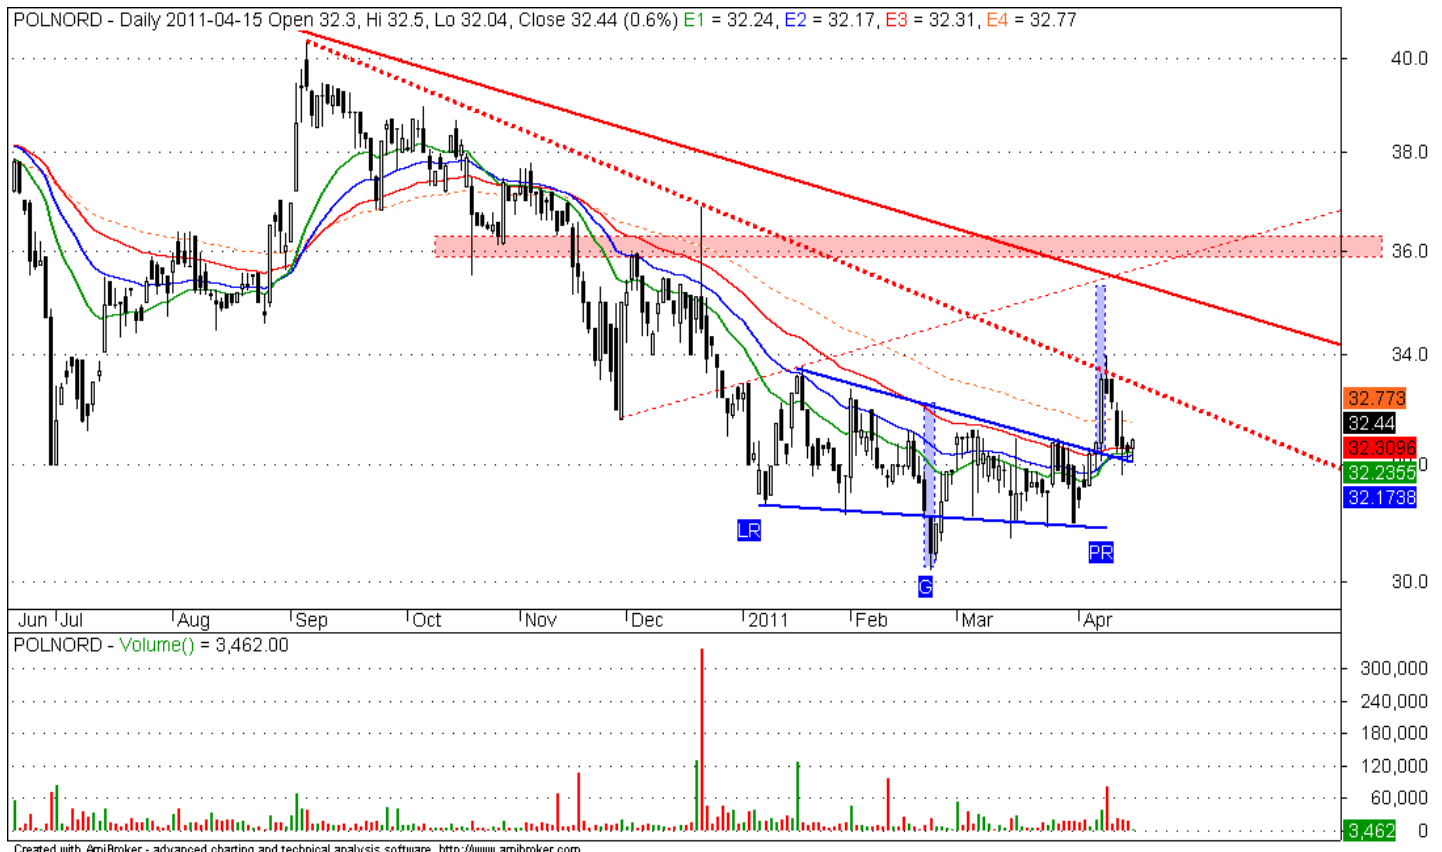 POLNORD - Daily 2011-04-15 Open 32.3, Hi 32.5, Lo 32.04, Close 32.44 (0.6%) E1 = 32.24, E2 = 32.17, E3 = 32.31, E4 = 32.77
40.0
38.0
36.0
34.0
32.773
32.44
32.3096
32.2355
32.1738
LR
PR
G
30.0
Jun Jul Aug Sep Oct Nov Dec 2011 Feb Mar Apr
POLNORD - Volume() = 3,462.00
300,000
240,000
180,000
120,000
60,000
3,462 0
Created with AmiBroker - advanced charting and technical analysis software. http://www.amibroker.com